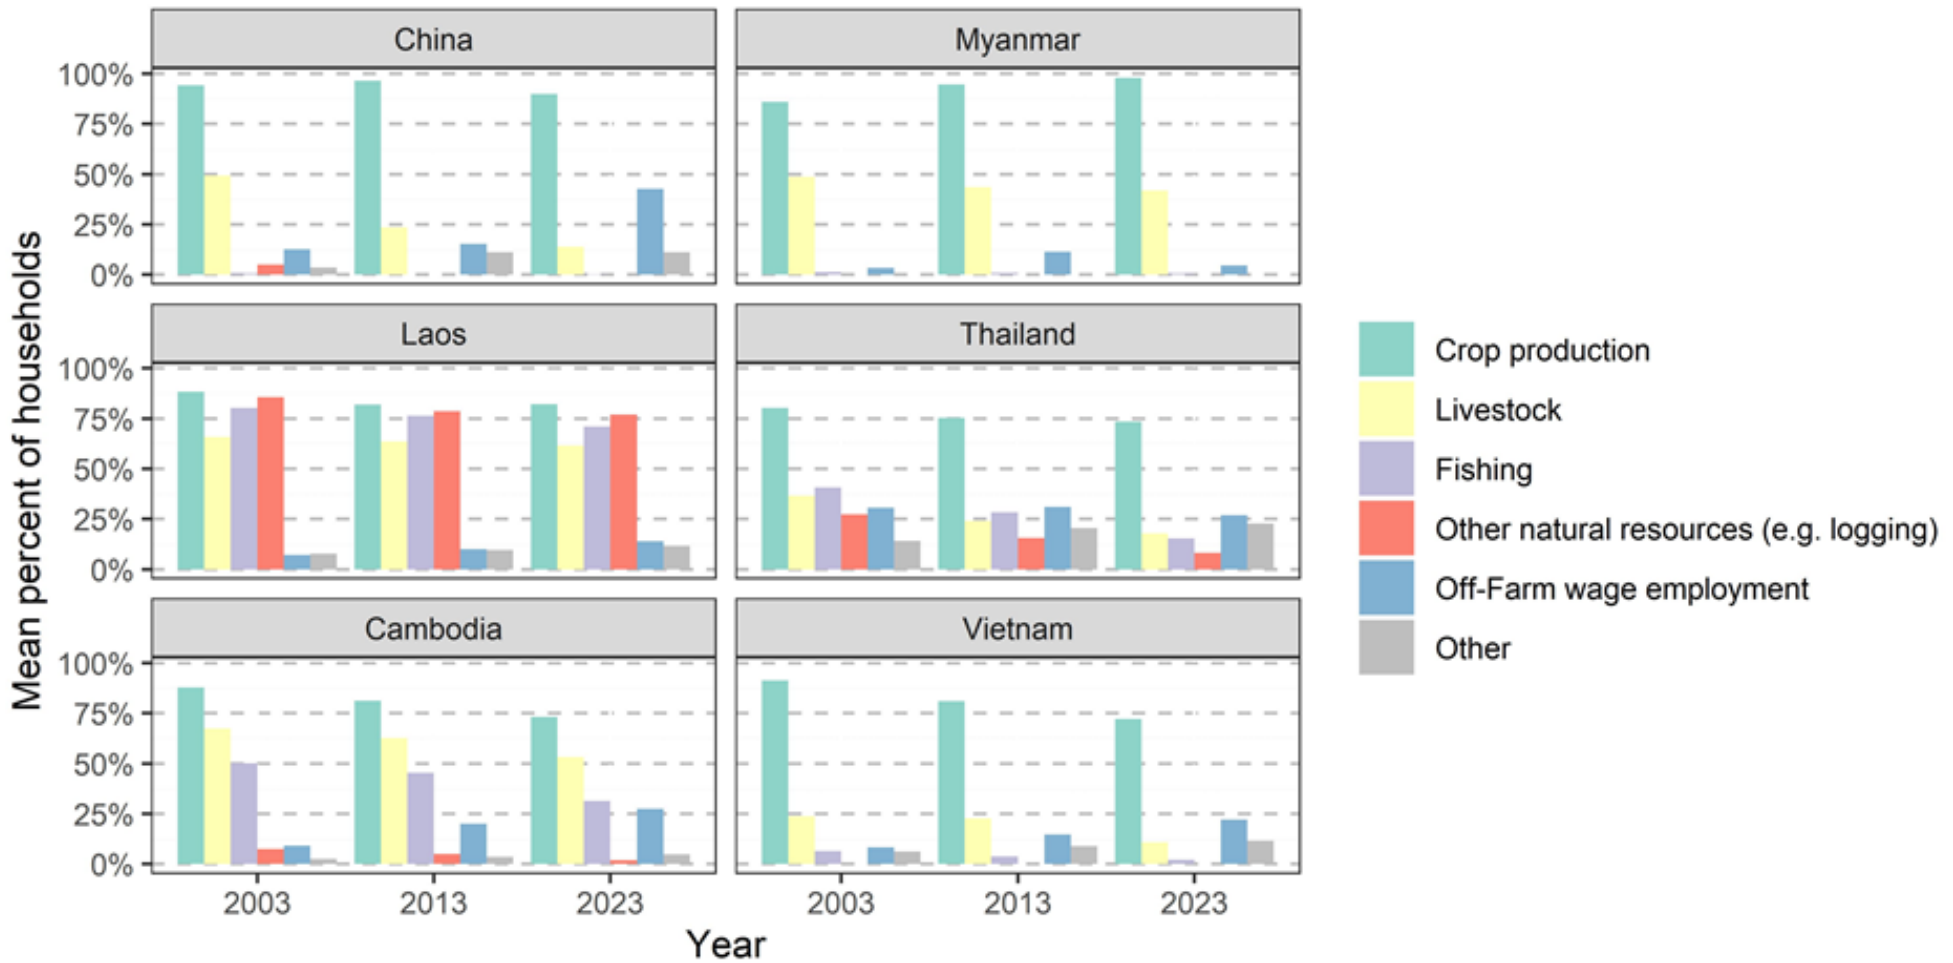 China
Myanmar
100%
75%
50%
25%
0%
Laos
Thailand
100%
75%
50%
25%
0%
Cambodia
Vietnam
100%
75%
50%
25%
0%
2003
2013
2023
2003
2013
2023
Year
Mean percent of households
Crop production
Livestock
Fishing
Other natural resources (e.g. logging)
Off-Farm wage employment
Other